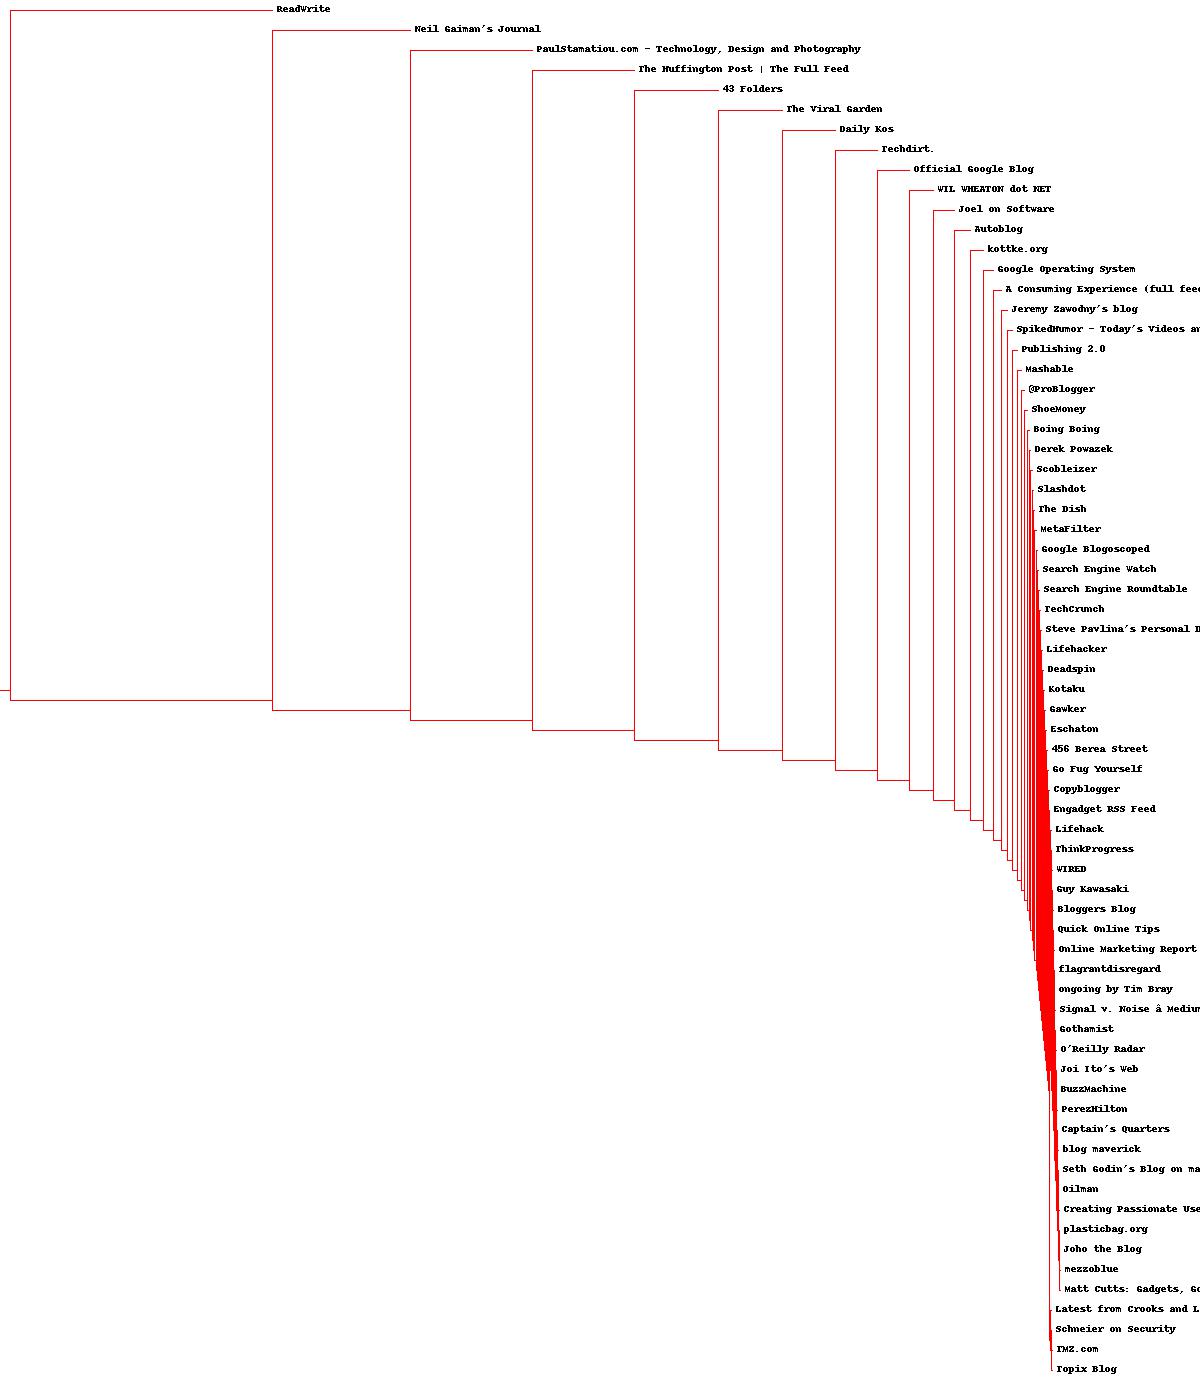 ReadWrite
Neil Gaiman's Journal
PaulStamatiou.com - Technology, Design and Photography
The Huffington Post | The Full Feed
43 Folders
The Viral Garden
Daily Kos
Techdirt.
Official Google Blog
WIL WHEATON dot NET
Joel on Software
Autoblog
kottke.org
Google Operating System
A Consuming Experience (full fee
Jeremy Zawodny's blog
SpikedHumor - Today's Videos an
Publishing 2.0
Mashable
@ProBlogger
ShoeMoney
Boing Boing
Derek Powazek
Scobleizer
Slashdot
The Dish
MetaFilter
Google Blogoscoped
Search Engine Watch
Search Engine Roundtable
TechCrunch
Steve Pavlina's Personal D
Lifehacker
Deadspin
Kotaku
Gawker
Eschaton
456 Berea Street
Go Fug Yourself
Copyblogger
Engadget RSS Feed
Lifehack
ThinkProgress
WIRED
Guy Kawasaki
Bloggers Blog
Quick Online Tips
Online Marketing Report
flagrantdisregard
ongoing by Tim Bray
Signal v. Noise â Medium
Gothamist
O'Reilly Radar
Joi Ito's Web
BuzzMachine
PerezHilton
Captain's Quarters
blog maverick
Seth Godin's Blog on ma
Oilman
Creating Passionate Use
plasticbag.org
Joho the Blog
mezzoblue
Matt Cutts: Gadgets, Go
Latest from Crooks and L
Schneier on Security
TMZ.com
Topix Blog